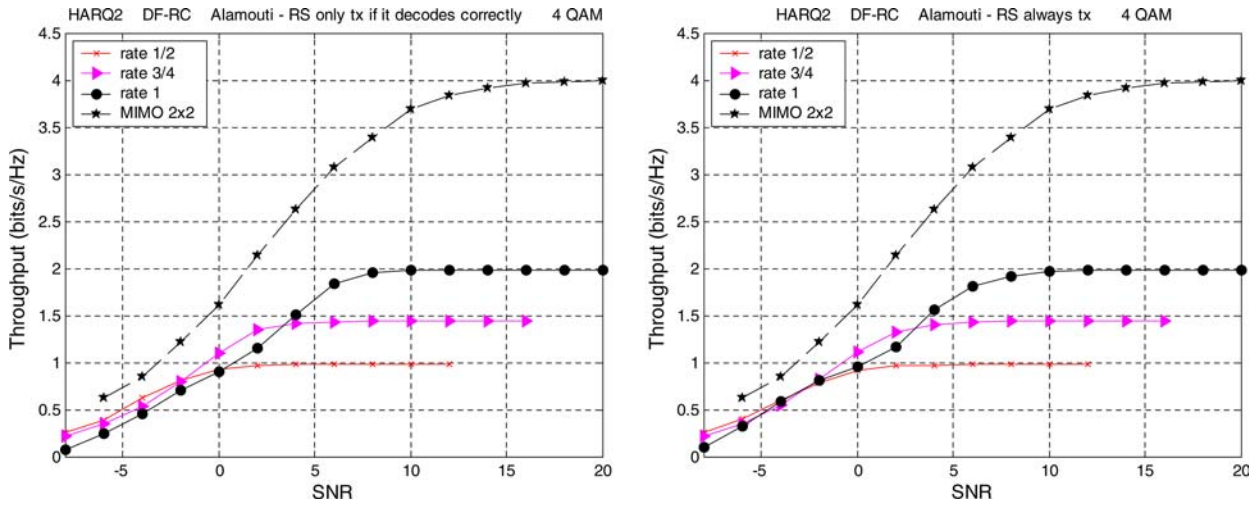 HARQ2 DF-RC Alamouti - RS only tx if it decodes correctly 4 QAM
4.5
4
3.5
3
2.5
2
1.5
1
0.5
0
Throughput (bits/s/Hz)
rate 1/2
rate 3/4
rate 1
MIMO 2x2
-5 0 5 10 15 20
SNR
HARQ2 DF-RC Alamouti - RS always tx 4 QAM
4.5
4
3.5
3
2.5
2
1.5
1
0.5
0
Throughput (bits/s/Hz)
rate 1/2
rate 3/4
rate 1
MIMO 2x2
-5 0 5 10 15 20
SNR